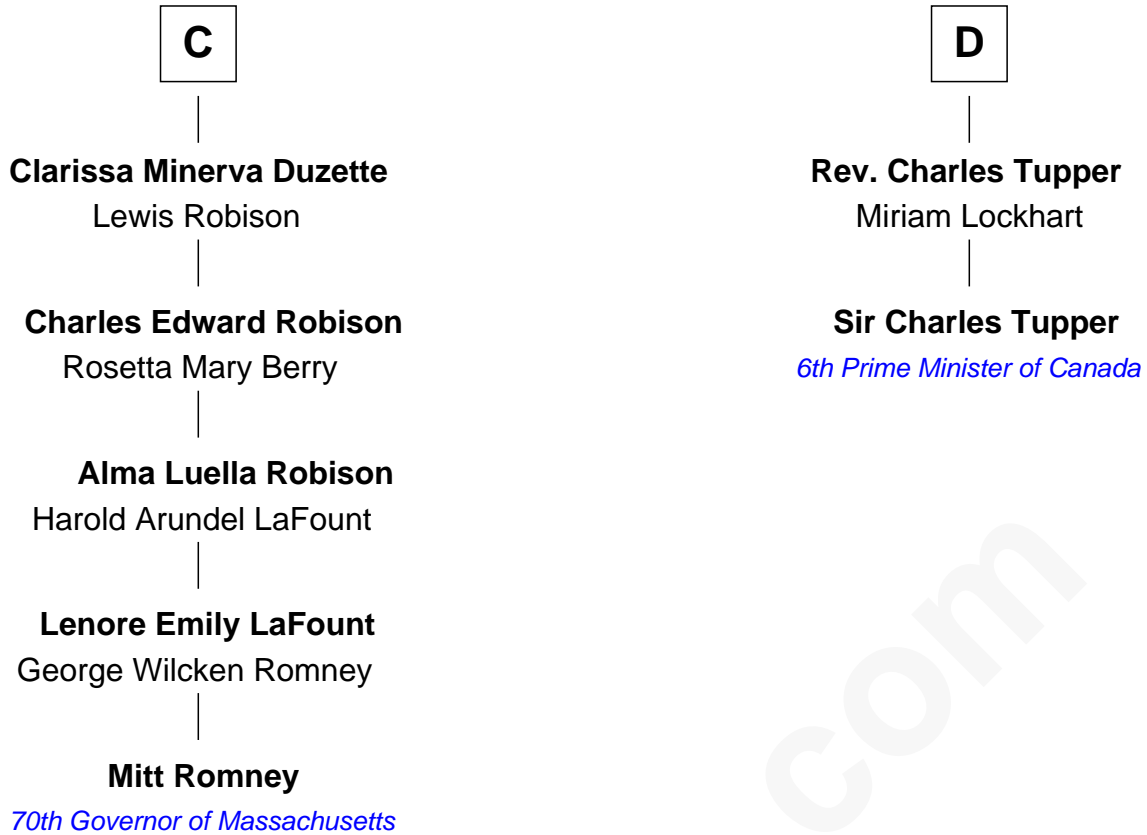 C
Clarissa Minerva Duzette
Lewis Robison
Charles Edward Robison
Rosetta Mary Berry
Alma Luella Robison
Harold Arundel LaFount
Lenore Emily LaFount
George Wilcken Romney
Mitt Romney
70th Governor of Massachusetts
D
Rev. Charles Tupper
Miriam Lockhart
Sir Charles Tupper
6th Prime Minister of Canada
com